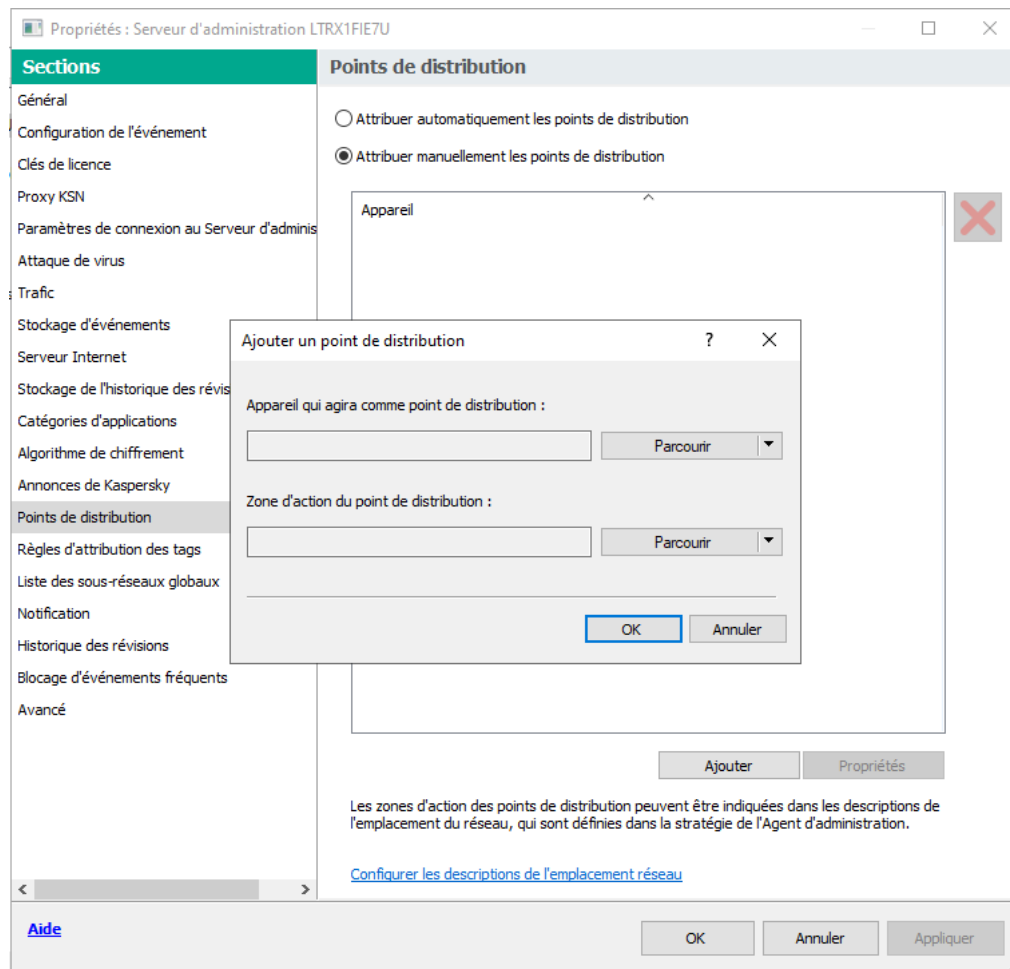 Propriétés : Serveur d'administration LTRX1FIE7U
Sections
Général
Configuration de l'événement
Clés de licence
Proxy KSN
Paramètres de connexion au Serveur d'adminis
Attaque de virus
Trafic
Stockage d'événements
Serveur Internet
Stockage de l'historique des révis
Catégories d'applications
Algorithme de chiffrement
Annonces de Kaspersky
Points de distribution
Règles d'attribution des tags
Liste des sous-réseaux globaux
Notification
Historique des révisions
Blocage d'événements fréquents
Avancé
Points de distribution
Attribuer automatiquement les points de distribution
Attribuer manuellement les points de distribution
Appareil
Ajouter un point de distribution
?
Appareil qui agira comme point de distribution :
Parcourir
Zone d'action du point de distribution :
Parcourir
OK Annuler
Ajouter Propriétés
Les zones d'action des points de distribution peuvent être indiquées dans les descriptions de
l'emplacement du réseau, qui sont définies dans la stratégie de l'Agent d'administration.
Configurer les descriptions de l'emplacement réseau
Aide
OK Annuler Appliquer